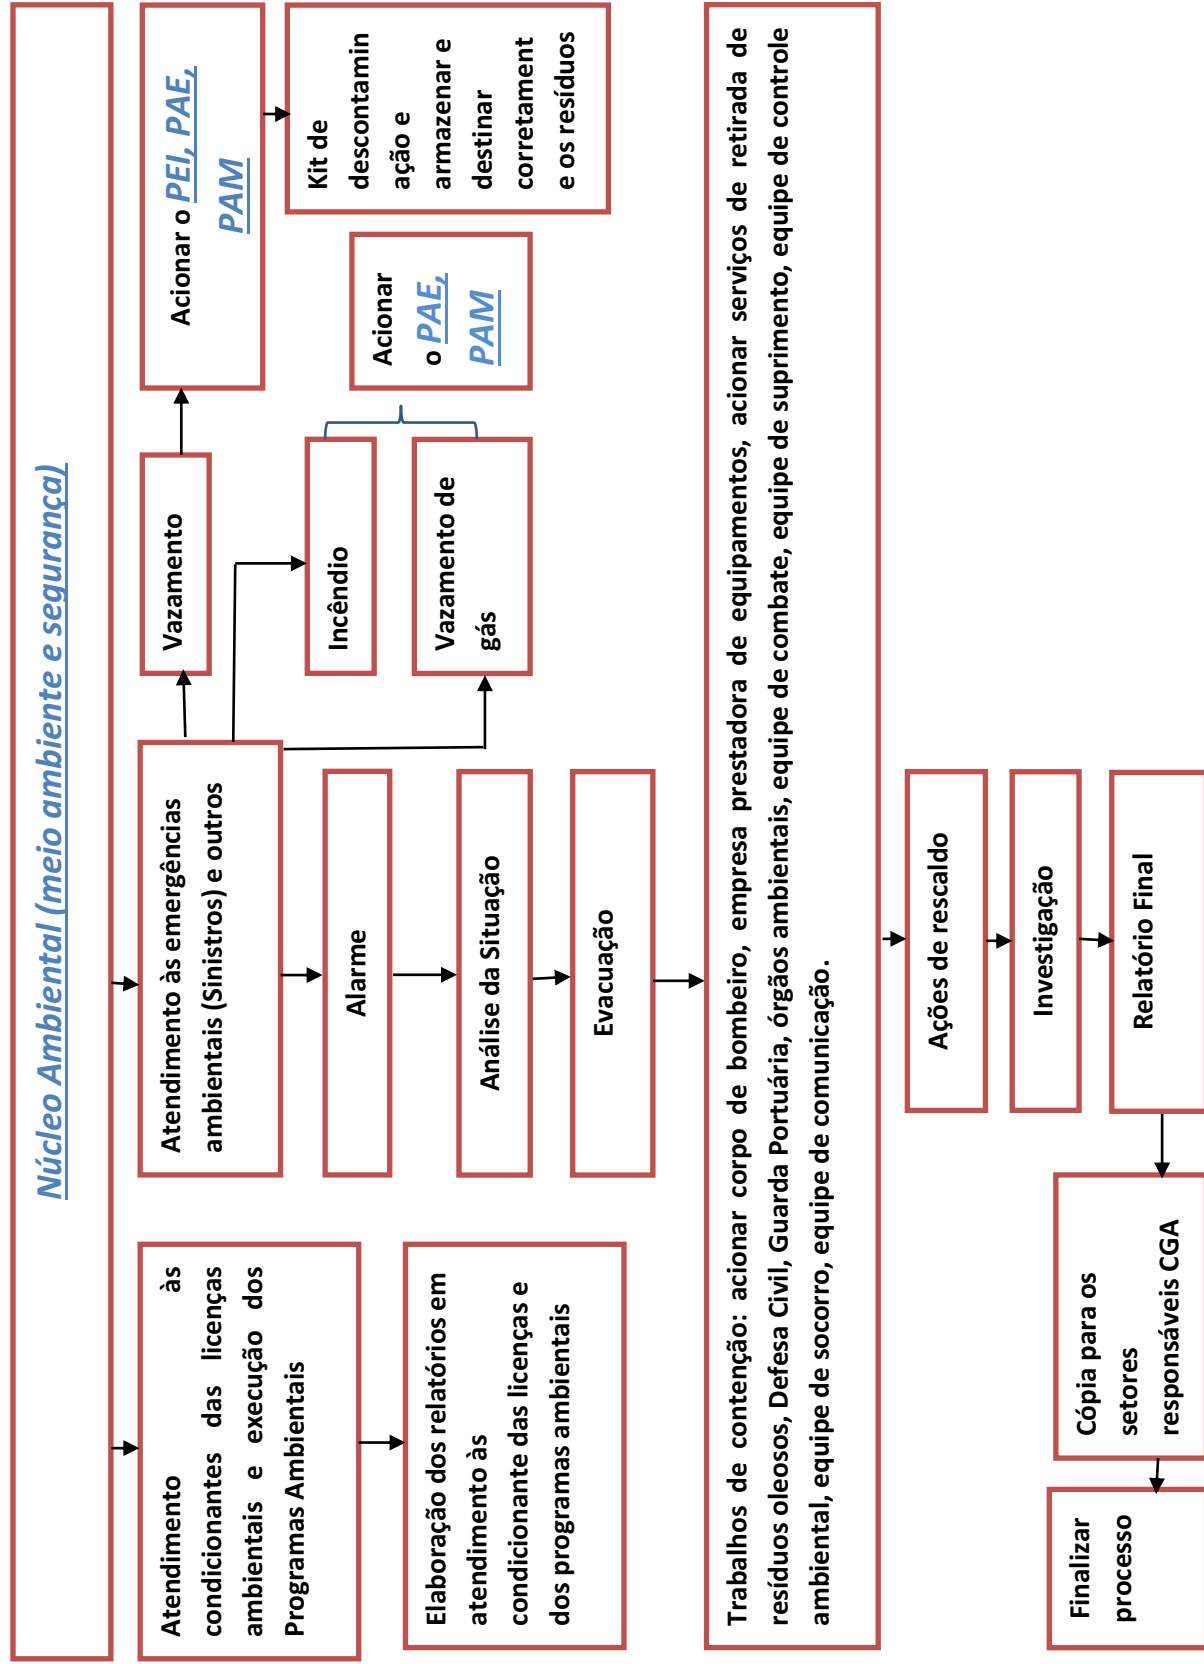 Núcleo Ambiental (meio ambiente e segurança)
Atendimento às
condicionantes das licenças
ambientais e execução dos
Programas Ambientais
Elaboração dos relatórios em
atendimento às
condicionante das licenças e
dos programas ambientais
Atendimento às emergências
ambientais (Sinistros) e outros
Alarme
Análise da Situação
Evacuação
Vazamento
Incêndio
Vazamento de
gás
Acionar o PEI, PAE,
PAM
Kit de
descontamin
ação e
armazenar e
destinar
corretament
e os resíduos
Acionar
o PAE,
PAM
Trabalhos de contenção: acionar corpo de bombeiro, empresa prestadora de equipamentos, acionar serviços de retirada de
resíduos oleosos, Defesa Civil, Guarda Portuária, órgãos ambientais, equipe de combate, equipe de suprimento, equipe de controle
ambiental, equipe de socorro, equipe de comunicação.
Ações de rescaldo
Investigação
Relatório Final
Cópia para os
setores
responsáveis CGA
Finalizar
processo